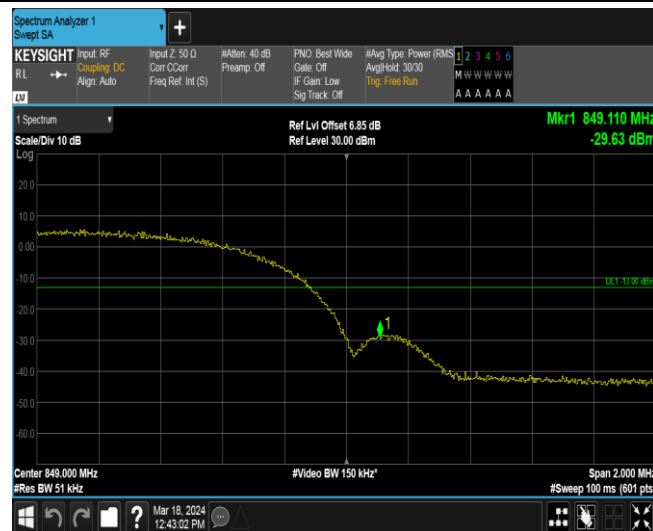 Spectrum Analyzer 1
Swept SA
KEYSIGHT
RL
LXI
Input: RF
Coupling: DC
Align: Auto
Input Z: 50 Ω
Corr CCorr
Freq Ref: Int (S)
#Atten: 40 dB
Preamp: Off
PNO: Best Wide
Gate: Off
IF Gain: Low
Sig Track: Off
#Avg Type: Power (RMS
Avg|Hold: 30/30
Trig: Free Run
1 2 3 4 5 6
M W W W W W
A A A A A A
1 Spectrum
Scale/Div 10 dB
Ref Lvl Offset 6.85 dB
Ref Level 30.00 dBm
Mkr1 849.110 MHz
-29.63 dBm
Log
20.0
10.0
0.00
-10.0
DL1 -13.00 dBm
-20.0
1
-30.0
-40.0
-50.0
-60.0
Center 849.000 MHz
#Video BW 150 kHz*
Span 2.000 MHz
#Res BW 51 kHz
#Sweep 100 ms (601 pts)
?
Mar 18, 2024
12:43:02 PM